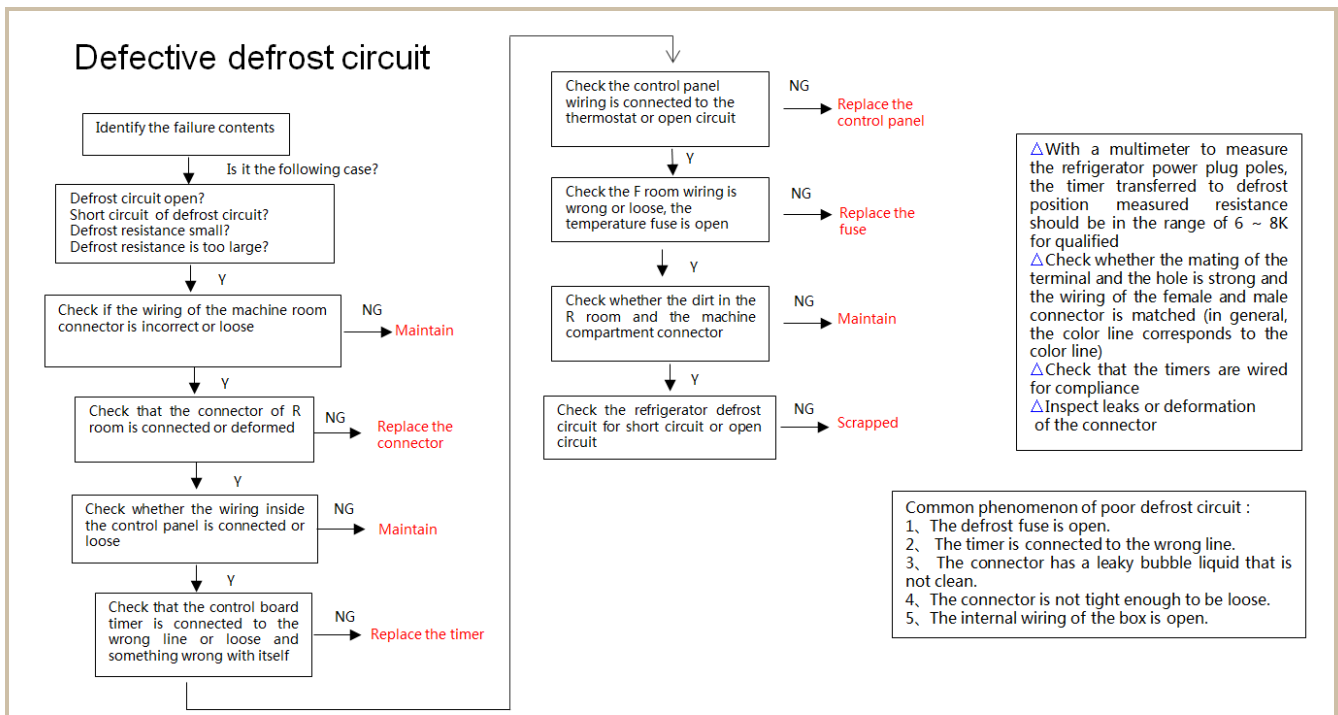 Defective defrost circuit
Identify the failure contents
Is it the following case?
Defrost circuit open?
Short circuit of defrost circuit?
Defrost resistance small?
Defrost resistance is too large?
Y
Check if the wiring of the machine room
connector is incorrect or loose
NG
Maintain
Y
Check that the connector of R
room is connected or deformed
NG
Replace the
connector
Y
Check whether the wiring inside
the control panel is connected or
loose
NG
Maintain
Y
Check that the control board
timer is connected to the
wrong line or loose and
something wrong with itself
NG
Replace the timer
Check the control panel
wiring is connected to the
thermostat or open circuit
NG
Replace the
control panel
Y
Check the F room wiring is
wrong or loose, the
temperature fuse is open
NG
Replace the
fuse
Y
Check whether the dirt in the
R room and the machine
compartment connector
NG
Maintain
Y
Check the refrigerator defrost
circuit for short circuit or open
circuit
NG
Scrapped
△With a multimeter to measure
the refrigerator power plug poles,
the timer transferred to defrost
position measured resistance
should be in the range of 6 ~ 8K
for qualified
△Check whether the mating of the
terminal and the hole is strong and
the wiring of the female and male
connector is matched (in general,
the color line corresponds to the
color line)
△Check that the timers are wired
for compliance
△Inspect leaks or deformation
of the connector
Common phenomenon of poor defrost circuit :
1、The defrost fuse is open.
2、 The timer is connected to the wrong line.
3、 The connector has a leaky bubble liquid that is
not clean.
4、The connector is not tight enough to be loose.
5、The internal wiring of the box is open.